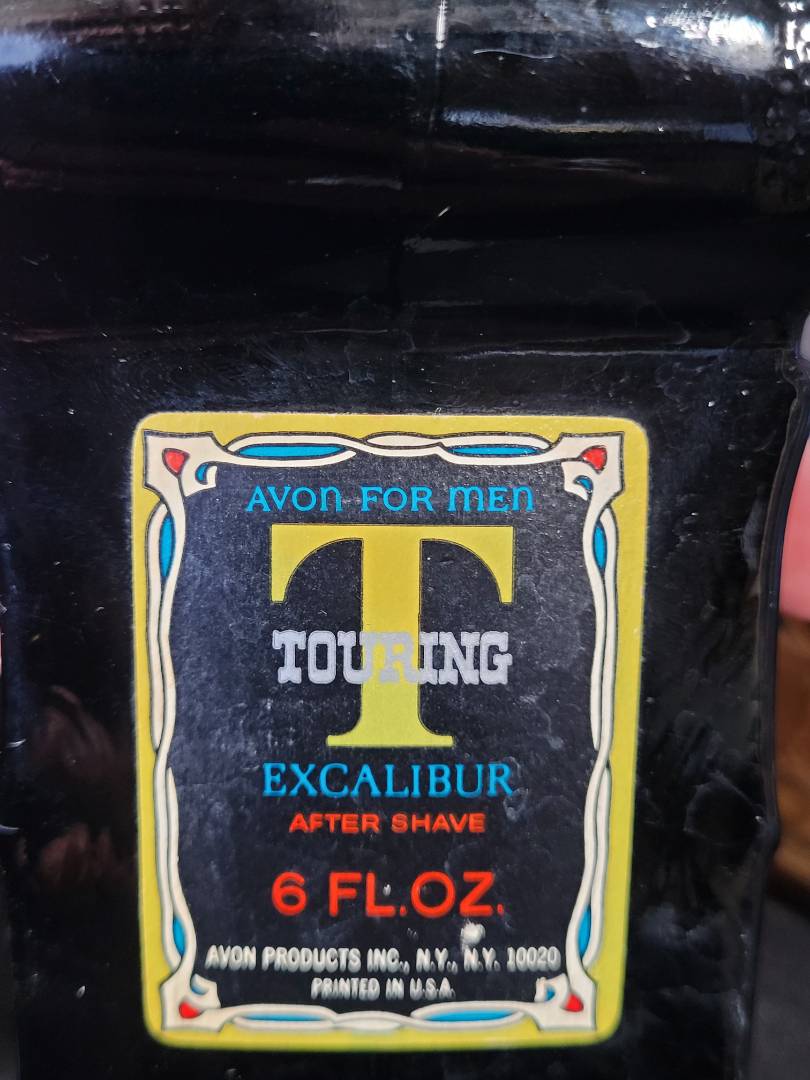 AVON FOR MEN
T
TOURING
EXCALIBUR
AFTER SHAVE
6 FL.OZ.
AVON PRODUCTS INC., N.Y., N.Y. 10020
PRINTED IN U.S.A.